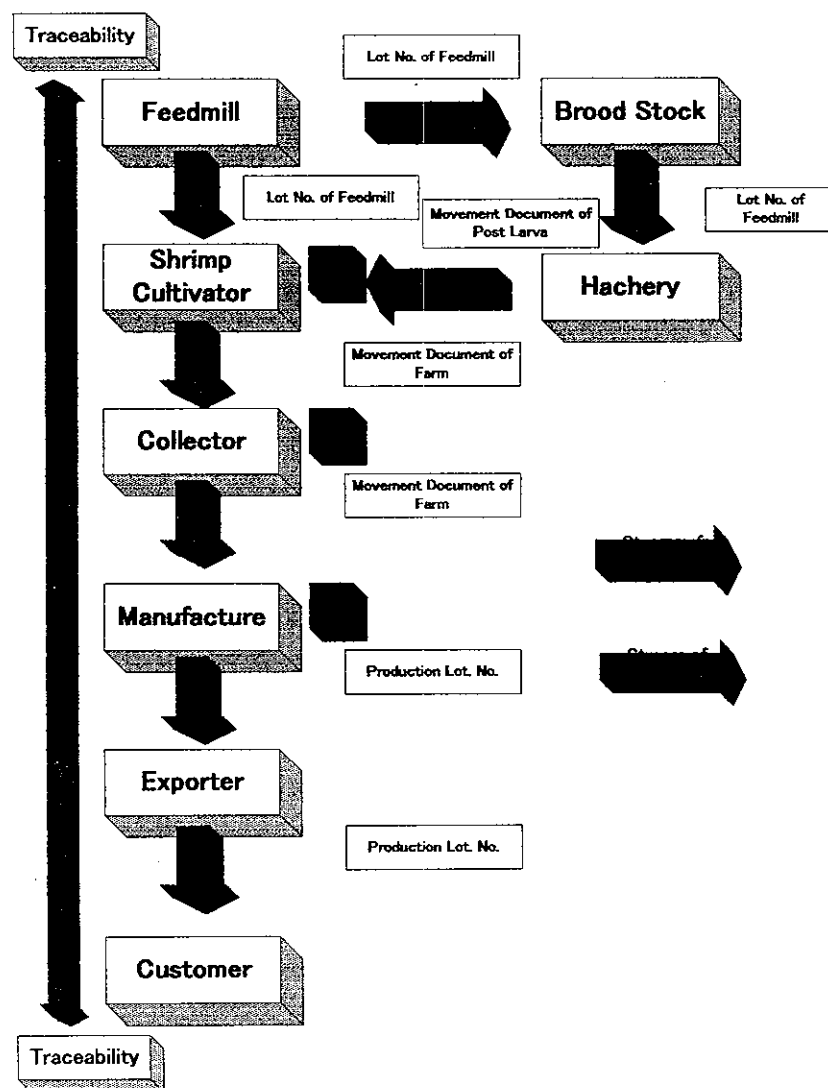 Traceability
Lot No. of Feedmill
Feedmill
Brood Stock
Lot No. of Feedmill
Movement Document of
Post Larva
Lot No. of
Feedmill
Shrimp
Cultivator
Hachery
Movement Document of
Farm
Collector
Movement Document of
Farm
Manufacture
Production Lot. No.
Exporter
Production Lot. No.
Customer
Traceability